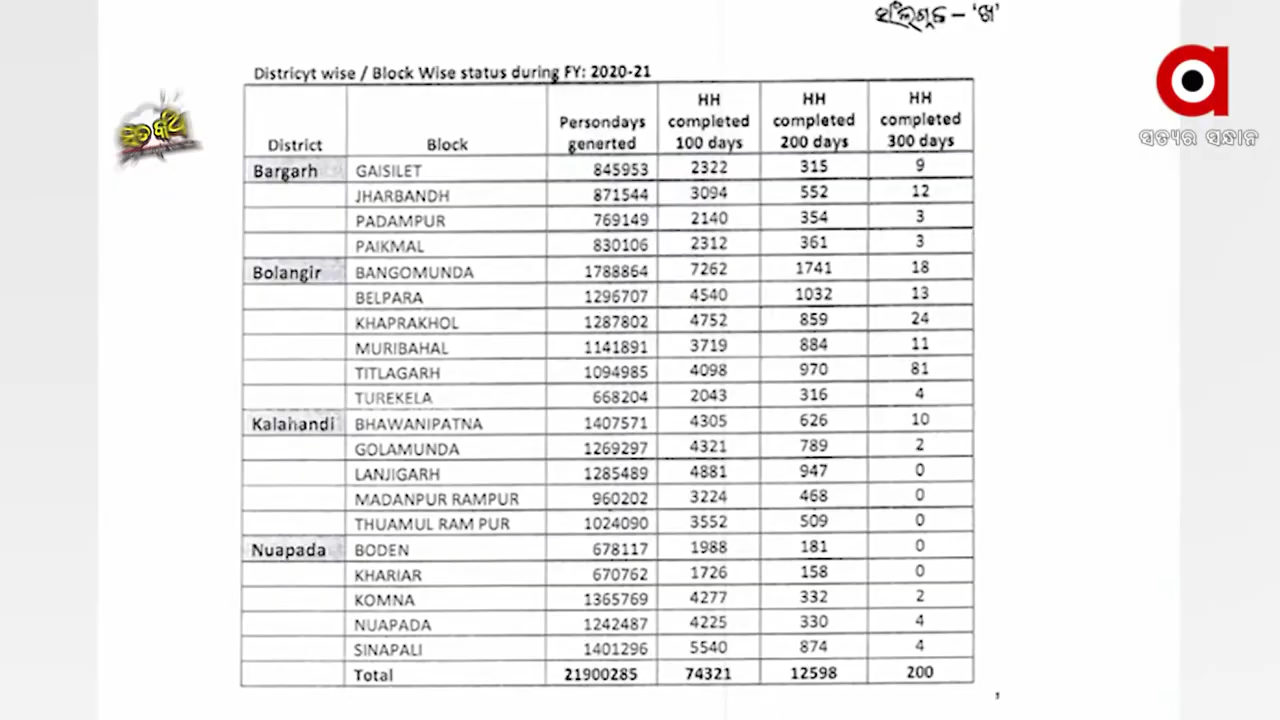 ସଂଲଗ୍ନକ – 'ଖ'
Districyt wise / Block Wise status during FY: 2020-21
ସତ୍ୟର ସନ୍ଧାନ
District Block Persondays generted HH completed 100 days HH completed 200 days HH completed 300 days
Bargarh GAISILET 845953 2322 315 9
JHARBANDH 871544 3094 552 12
PADAMPUR 769149 2140 354 3
PAIKMAL 830106 2312 361 3
Bolangir BANGOMUNDA 1788864 7262 1741 18
BELPARA 1296707 4540 1032 13
KHAPRAKHOL 1287802 4752 859 24
MURIBAHAL 1141891 3719 884 11
TITLAGARH 1094985 4098 970 81
TUREKELA 668204 2043 316 4
Kalahandi BHAWANIPATNA 1407571 4305 626 10
GOLAMUNDA 1269297 4321 789 2
LANJIGARH 1285489 4881 947 0
MADANPUR RAMPUR 960202 3224 468 0
THUAMUL RAM PUR 1024090 3552 509 0
Nuapada BODEN 678117 1988 181 0
KHARIAR 670762 1726 158 0
KOMNA 1365769 4277 332 2
NUAPADA 1242487 4225 330 4
SINAPALI 1401296 5540 874 4
Total 21900285 74321 12598 200